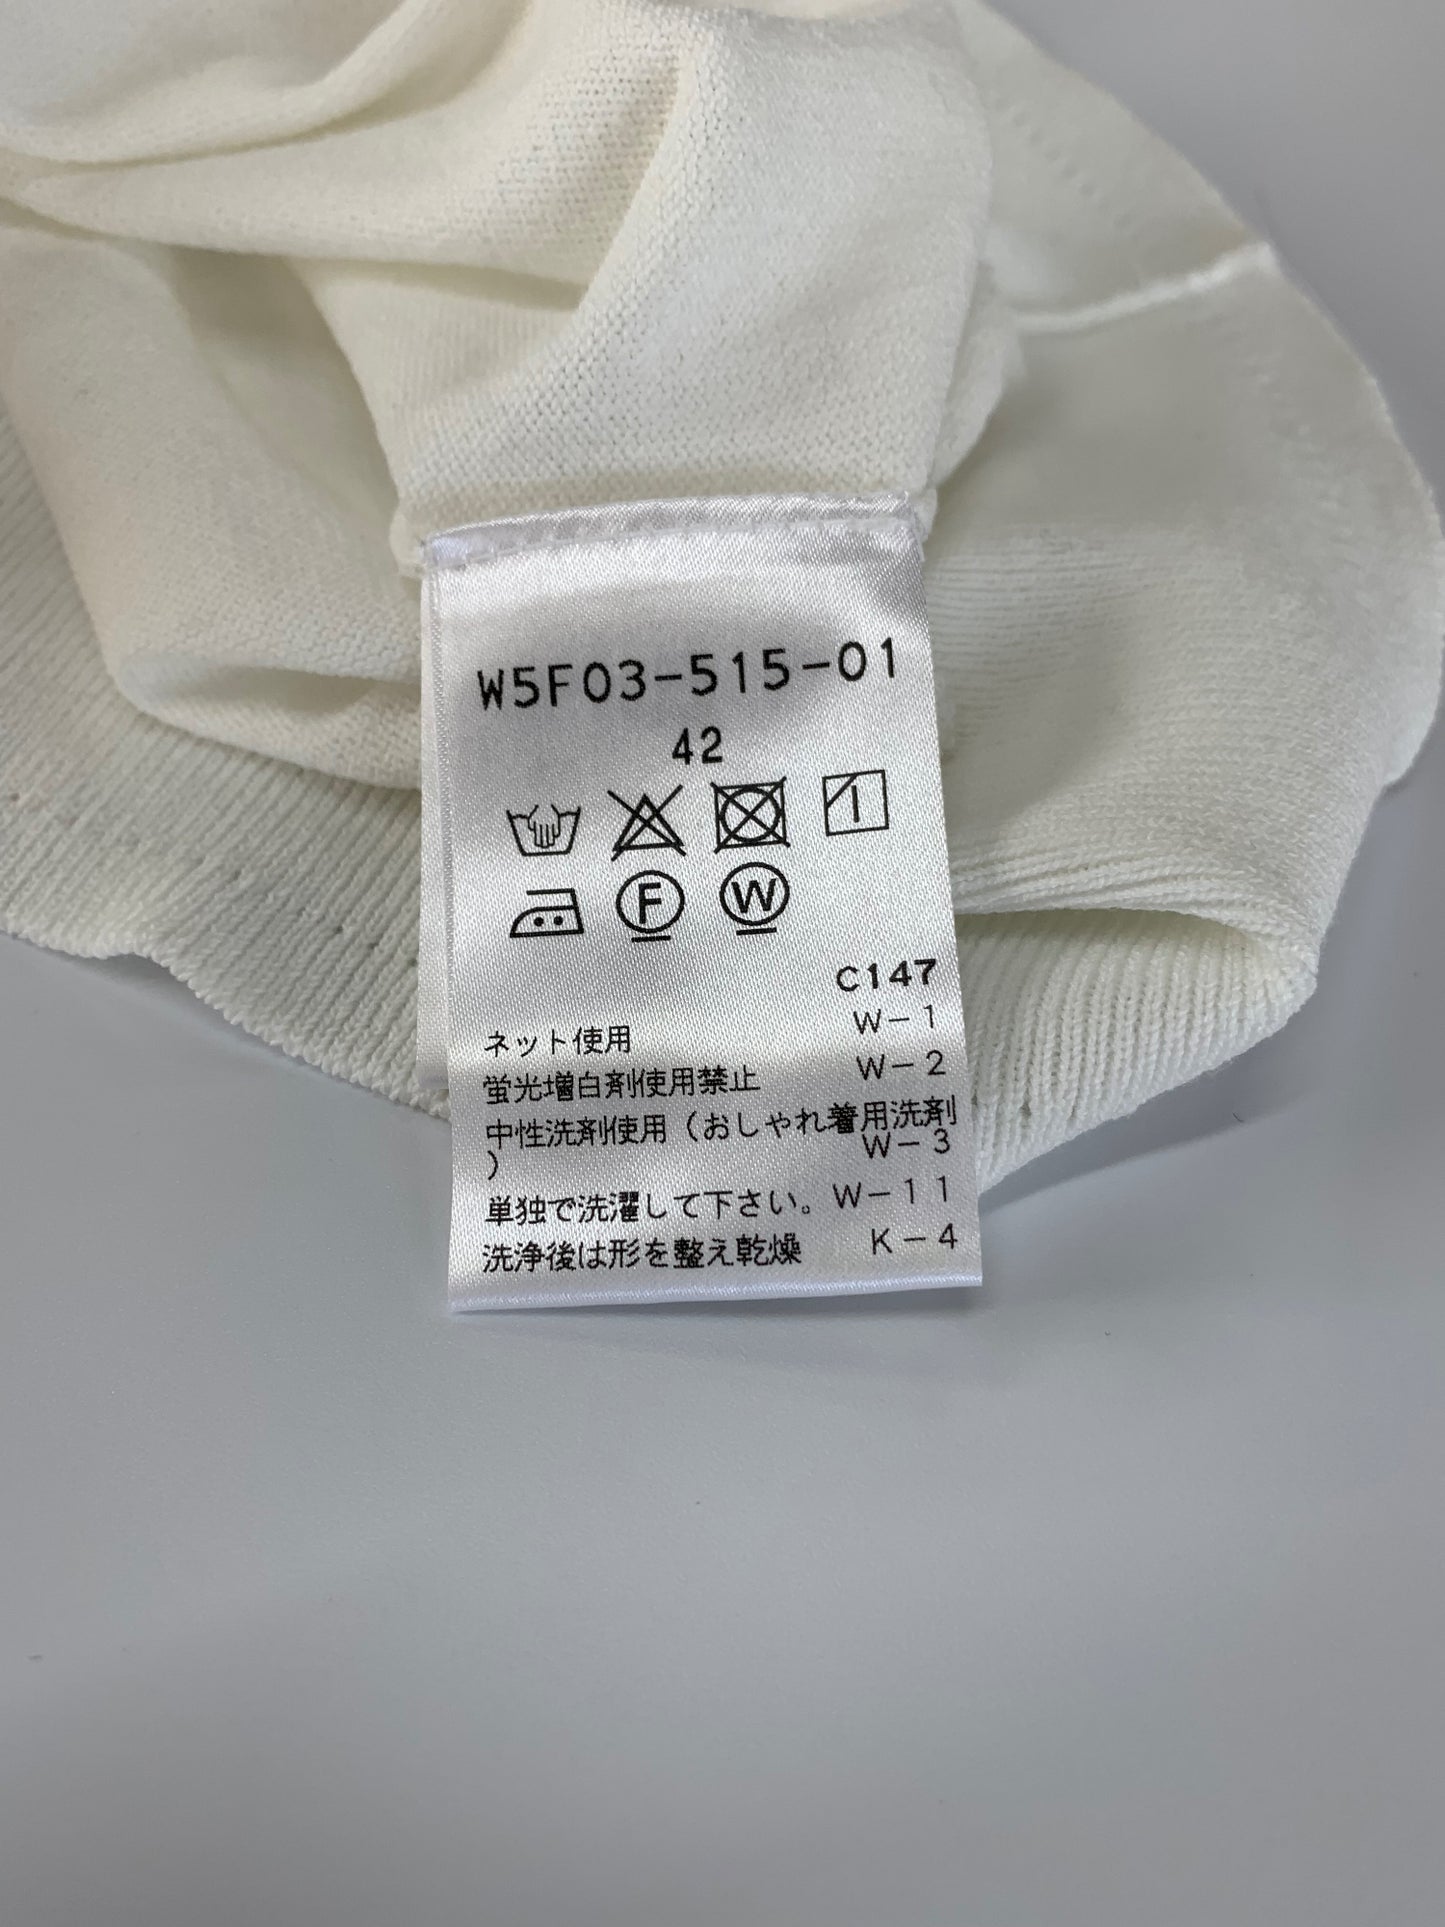 W5F03-515-01
42
F W
C147
ネット使用 W-1
蛍光増白剤使用禁止 W-2
中性洗剤使用（おしゃれ着用洗剤
） W-3
単独で洗濯して下さい。W-11
洗浄後は形を整え乾燥 K-4